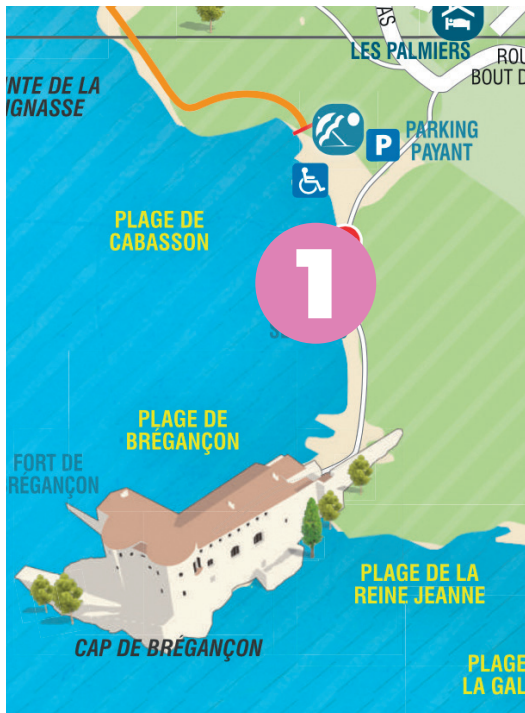 AS
LES PALMIERS
ROU
BOUT D
NTE DE LA
IGNASSE
P
PARKING
PAYANT
PLAGE DE
CABASSON
1
PLAGE DE
BRÉGANÇON
FORT DE
RÉGANÇON
PLAGE DE LA
REINE JEANNE
CAP DE BRÉGANÇON
PLAGE
LA GAL